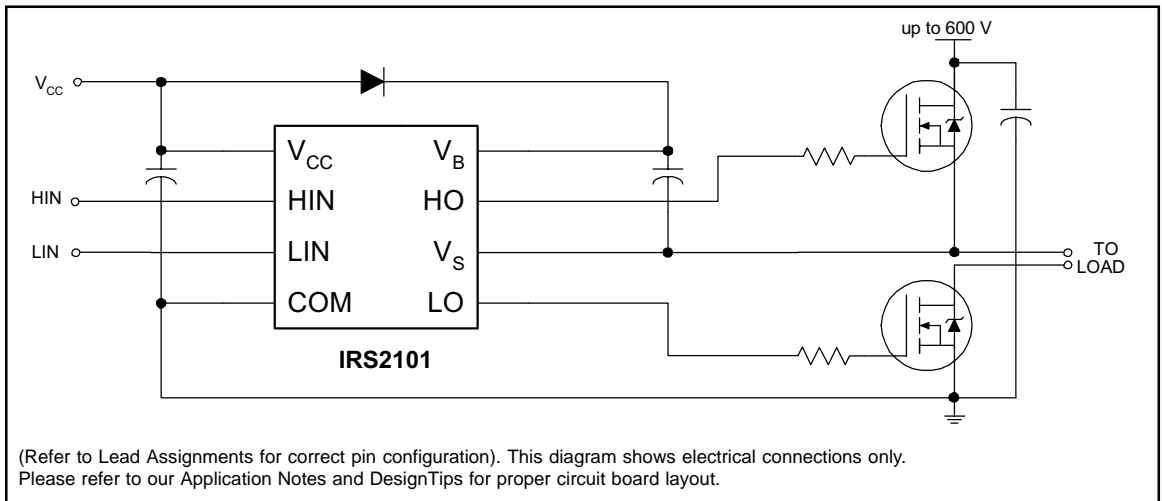 up to 600 V
VCC
VCC
VB
HIN
HIN
HO
LIN
LIN
VS
TO
LOAD
COM
LO
IRS2101
(Refer to Lead Assignments for correct pin configuration). This diagram shows electrical connections only.
Please refer to our Application Notes and DesignTips for proper circuit board layout.